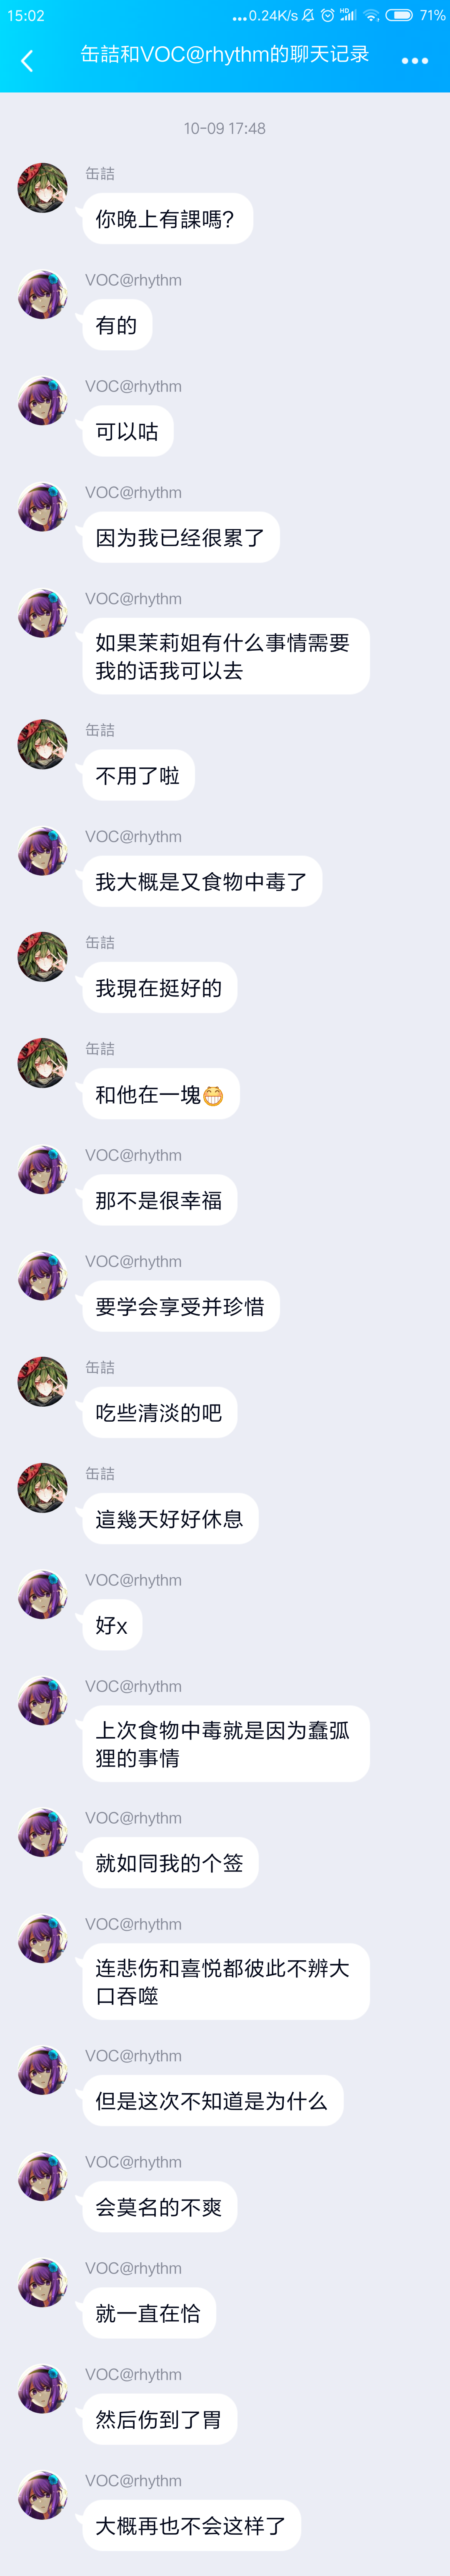 15:02
...0.24K/s HD 71%
缶詰和VOC@rhythm的聊天记录
10-09 17:48
缶詰
你晚上有課嗎?
VOC@rhythm
有的
VOC@rhythm
可以咕
VOC@rhythm
因为我已经很累了
VOC@rhythm
如果茉莉姐有什么事情需要
我的话我可以去
缶詰
不用了啦
VOC@rhythm
我大概是又食物中毒了
缶詰
我現在挺好的
缶詰
和他在一塊😁
VOC@rhythm
那不是很幸福
VOC@rhythm
要学会享受并珍惜
缶詰
吃些清淡的吧
缶詰
這幾天好好休息
VOC@rhythm
好x
VOC@rhythm
上次食物中毒就是因为蠢狐
狸的事情
VOC@rhythm
就如同我的个签
VOC@rhythm
连悲伤和喜悦都彼此不辨大
口吞噬
VOC@rhythm
但是这次不知道是为什么
VOC@rhythm
会莫名的不爽
VOC@rhythm
就一直在恰
VOC@rhythm
然后伤到了胃
VOC@rhythm
大概再也不会这样了